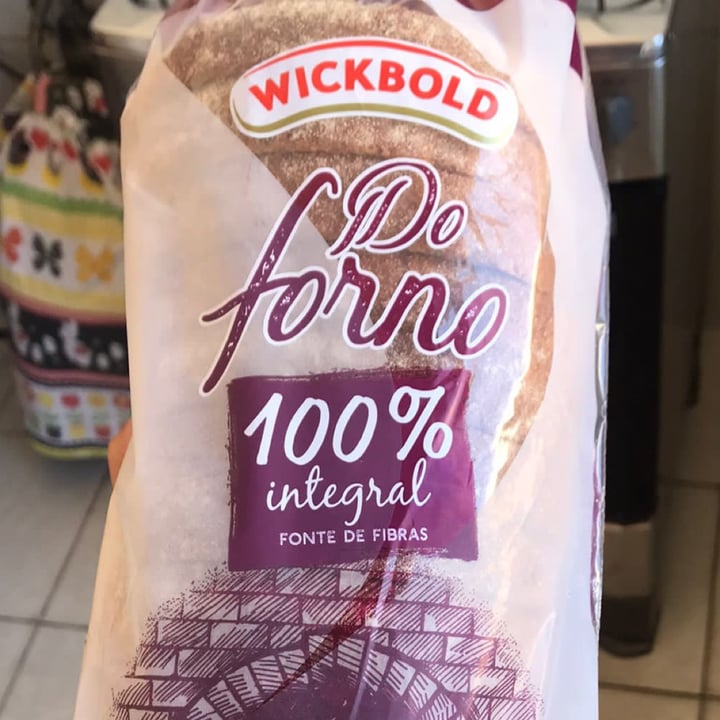 WICKBOLD
Do
forno
100%
integral
FONTE DE FIBRAS